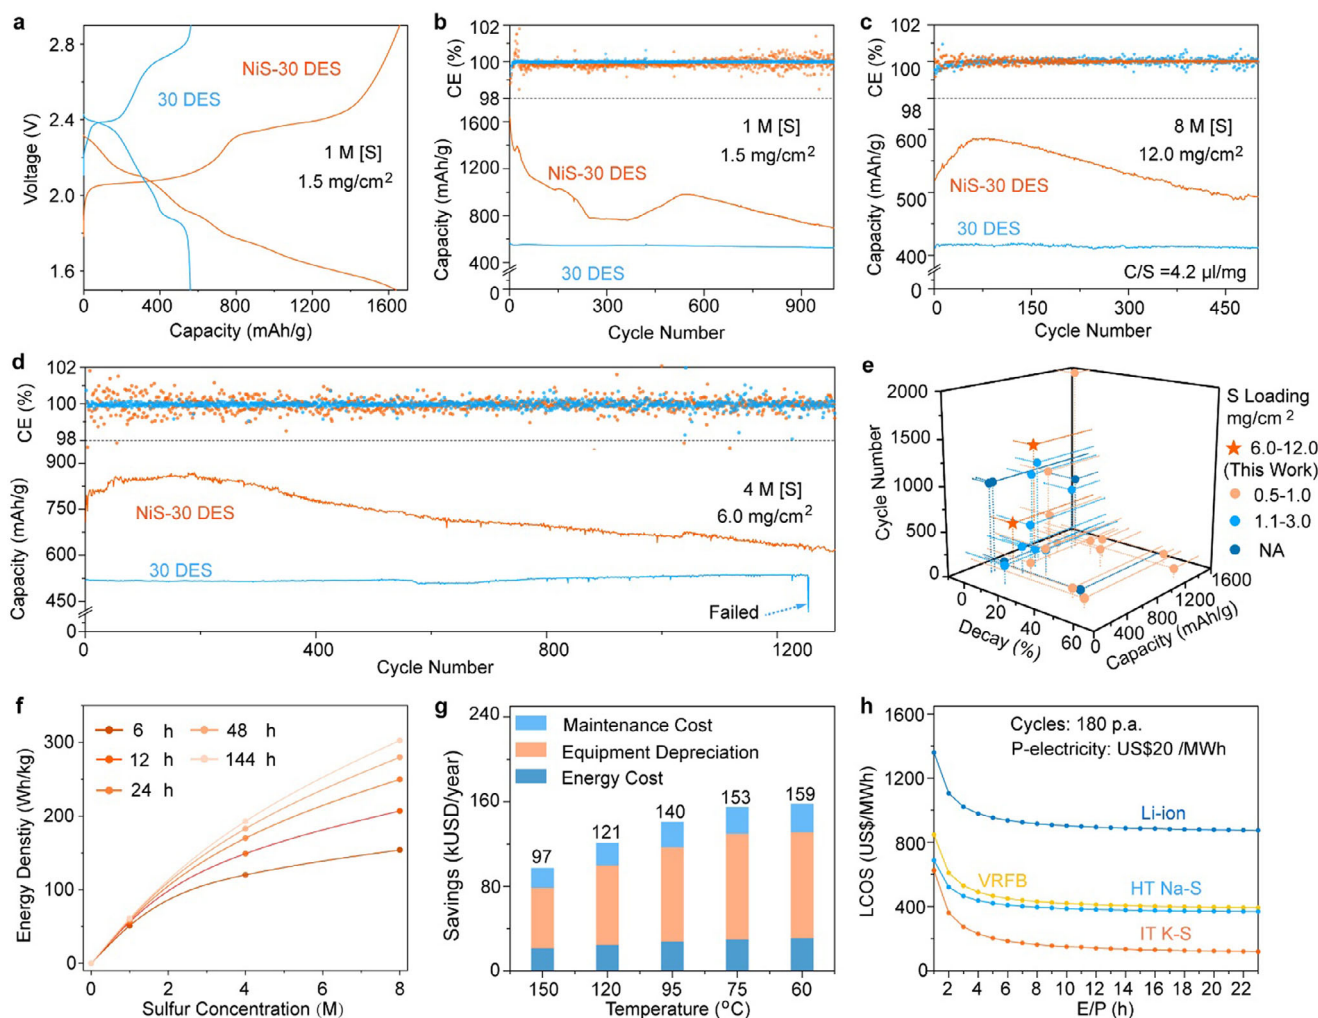 a
2.8
2.4
2.0
1.6
Voltage (V)
NiS-30 DES
30 DES
1 M [S]
1.5 mg/cm2
0 400 800 1200 1600
Capacity (mAh/g)
b
102
100
98
CE (%)
1600
1200
800
400
0
Capacity (mAh/g)
1 M [S]
1.5 mg/cm2
NiS-30 DES
30 DES
0 300 600 900
Cycle Number
c
102
100
98
CE (%)
600
500
400
0
Capacity (mAh/g)
8 M [S]
12.0 mg/cm2
NiS-30 DES
30 DES
C/S =4.2 µl/mg
0 150 300 450
Cycle Number
d
102
100
98
CE (%)
900
750
600
450
0
Capacity (mAh/g)
NiS-30 DES
4 M [S]
6.0 mg/cm2
30 DES
Failed
0 400 800 1200
Cycle Number
e
2000
1500
1000
500
0
Cycle Number
0 20 40 60
Decay (%)
0 400 800 1200 1600
Capacity (mAh/g)
S Loading
mg/cm 2
6.0-12.0
(This Work)
0.5-1.0
1.1-3.0
NA
f
300
200
100
0
Energy Denstiy (Wh/kg)
6 h
12 h
24 h
48 h
144 h
0 2 4 6 8
Sulfur Concentration (M)
g
240
160
80
0
Savings (kUSD/year)
Maintenance Cost
Equipment Depreciation
Energy Cost
97 121 140 153 159
150 120 95 75 60
Temperature (oC)
h
1600
1200
800
400
0
LCOS (US$/MWh)
Cycles: 180 p.a.
P-electricity: US$20 /MWh
Li-ion
VRFB
HT Na-S
IT K-S
2 4 6 8 10 12 14 16 18 20 22
E/P (h)